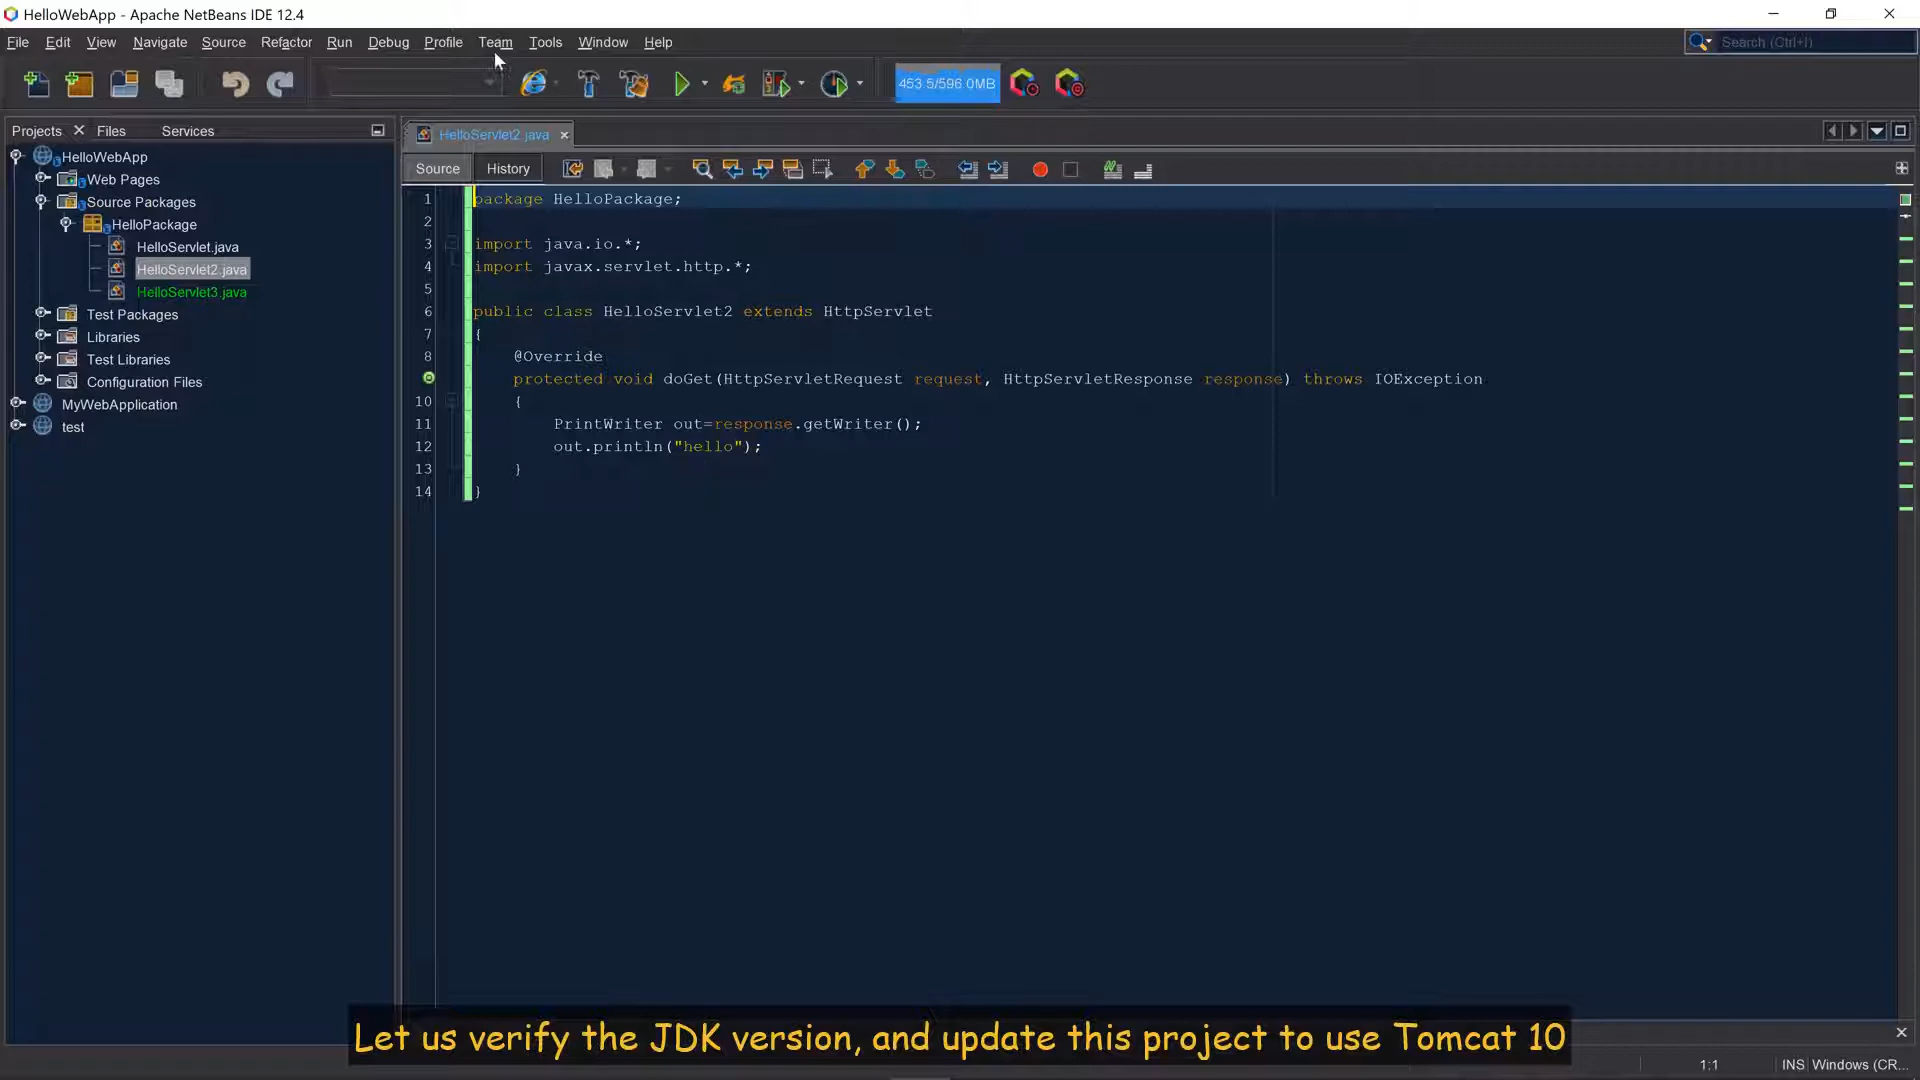 HelloWebApp - Apache NetBeans IDE 12.4
File Edit View Navigate Source Refactor Run Debug Profile Team Tools Window Help
Search (Ctrl+I)
453.5/596.0MB
Projects Files Services
HelloServlet2.java
Source History
HelloWebApp
Web Pages
Source Packages
HelloPackage
HelloServlet.java
HelloServlet2.java
HelloServlet3.java
Test Packages
Libraries
Test Libraries
Configuration Files
MyWebApplication
test
1 package HelloPackage;
2
3 import java.io.*;
4 import javax.servlet.http.*;
5
6 public class HelloServlet2 extends HttpServlet
7 {
8 @Override
protected void doGet(HttpServletRequest request, HttpServletResponse response) throws IOException
10 {
11 PrintWriter out=response.getWriter();
12 out.println("hello");
13 }
14 }
Let us verify the JDK version, and update this project to use Tomcat 10
1:1 INS Windows (CR...